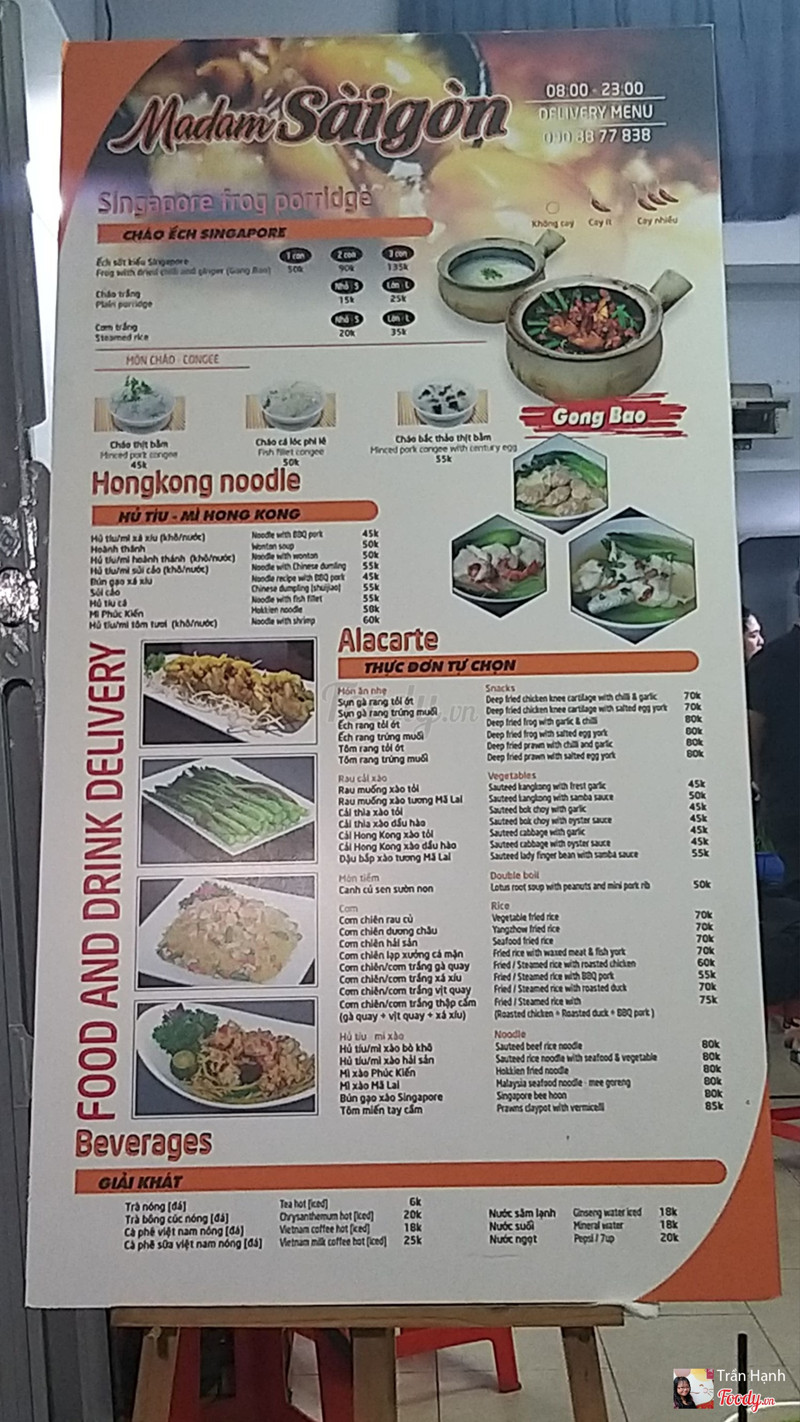 Madam Sàigòn
08:00 - 23:00
DELIVERY MENU
090 38 77 838
Singapore frog porridge
Không cay Cay ít Cay nhiều
CHÁO ẾCH SINGAPORE
1 con 2 con 3 con
Ếch sốt kiểu Singapore
Frog with dried chilli and ginger (Gong Bao) 50k 90k 135k
Nhỏ - S Lớn - L
Cháo trắng
Plain porridge 15k 25k
Nhỏ - S Lớn - L
Cơm trắng
Steamed rice 20k 35k
MÓN CHÁO - CONGEE
Gong Bao
Cháo thịt bằm
Minced pork congee
45k
Cháo cá lóc phi lê
Fish fillet congee
50k
Cháo bắc thảo thịt bằm
Minced pork congee with century egg
55k
Hongkong noodle
HỦ TÍU - MÌ HONG KONG
Hủ tíu/mì xá xíu (khô/nước) Noodle with BBQ pork 45k
Hoành thánh Wonton soup 50k
Hủ tíu/mì hoành thánh (khô/nước) Noodle with wonton 50k
Hủ tíu/mì sủi cảo (khô/nước) Noodle with Chinese dumling 55k
Bún gạo xá xíu Noodle recipe with BBQ pork 45k
Sủi cảo Chinese dumpling (shuijiao) 55k
Hủ tíu cá Noodle with fish fillet 55k
Mì Phúc Kiến Hokkien noodle 58k
Hủ tíu/mì tôm tươi (khô/nước) Noodle with shrimp 60k
FOOD AND DRINK DELIVERY
Alacarte
THỰC ĐƠN TỰ CHỌN
Món ăn nhẹ Snacks
Sụn gà rang tỏi ớt Deep fried chicken knee cartilage with chilli & garlic 70k
Sụn gà rang trứng muối Deep fried chicken knee cartilage with salted egg york 70k
Ếch rang tỏi ớt Deep fried frog with garlic & chilli 80k
Ếch rang trứng muối Deep fried frog with salted egg york 80k
Tôm rang tỏi ớt Deep fried prawn with chilli and garlic 80k
Tôm rang trứng muối Deep fried prawn with salted egg york 80k
Rau cải xào Vegetables
Rau muống xào tỏi Sauteed kangkong with frest garlic 45k
Rau muống xào tương Mã Lai Sauteed kangkong with samba sauce 50k
Cải thìa xào tỏi Sauteed bok choy with garlic 45k
Cải thìa xào dầu hào Sauteed bok choy with oyster sauce 45k
Cải Hong Kong xào tỏi Sauteed cabbage with garlic 45k
Cải Hong Kong xào dầu hào Sauteed cabbage with oyster sauce 45k
Đậu bắp xào tương Mã Lai Sauteed lady finger bean with samba sauce 55k
Món tiềm Double boil
Canh củ sen sườn non Lotus root soup with peanuts and mini pork rib 50k
Cơm Rice
Cơm chiên rau củ Vegetable fried rice 70k
Cơm chiên dương châu Yangzhow fried rice 70k
Cơm chiên hải sản Seafood fried rice 70k
Cơm chiên lạp xưởng cá mặn Fried rice with waxed meat & fish york 70k
Cơm chiên/cơm trắng gà quay Fried / Steamed rice with roasted chicken 60k
Cơm chiên/cơm trắng xá xíu Fried / Steamed rice with BBQ pork 55k
Cơm chiên/cơm trắng vịt quay Fried / Steamed rice with roasted duck 70k
Cơm chiên/cơm trắng thập cẩm Fried / Steamed rice with 75k
(gà quay + vịt quay + xá xíu) (Roasted chicken + Roasted duck + BBQ pork)
Hủ tíu - mì xào Noodle
Hủ tíu/mì xào bò khô Sauteed beef rice noodle 80k
Hủ tíu/mì xào hải sản Sauteed rice noodle with seafood & vegetable 80k
Mì xào Phúc Kiến Hokkien fried noodle 80k
Mì xào Mã Lai Malaysia seafood noodle - mee goreng 80k
Bún gạo xào Singapore Singapore bee hoon 80k
Tôm miến tay cầm Prawns claypot with vermicelli 85k
Beverages
GIẢI KHÁT
Trà nóng [đá] Tea hot [iced] 6k
Trà bông cúc nóng [đá] Chrysanthemum hot [iced] 20k
Cà phê việt nam nóng [đá] Vietnam coffee hot [iced] 18k
Cà phê sữa việt nam nóng [đá] Vietnam milk coffee hot [iced] 25k
Nước sâm lạnh Ginseng water iced 18k
Nước suối Mineral water 18k
Nước ngọt Pepsi / 7up 20k
Foody.vn
Trần Hạnh
Foody.vn